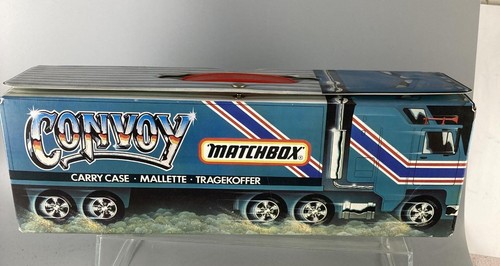 CONVOY
MATCHBOX®
CARRY CASE · MALLETTE · TRAGEKOFFER